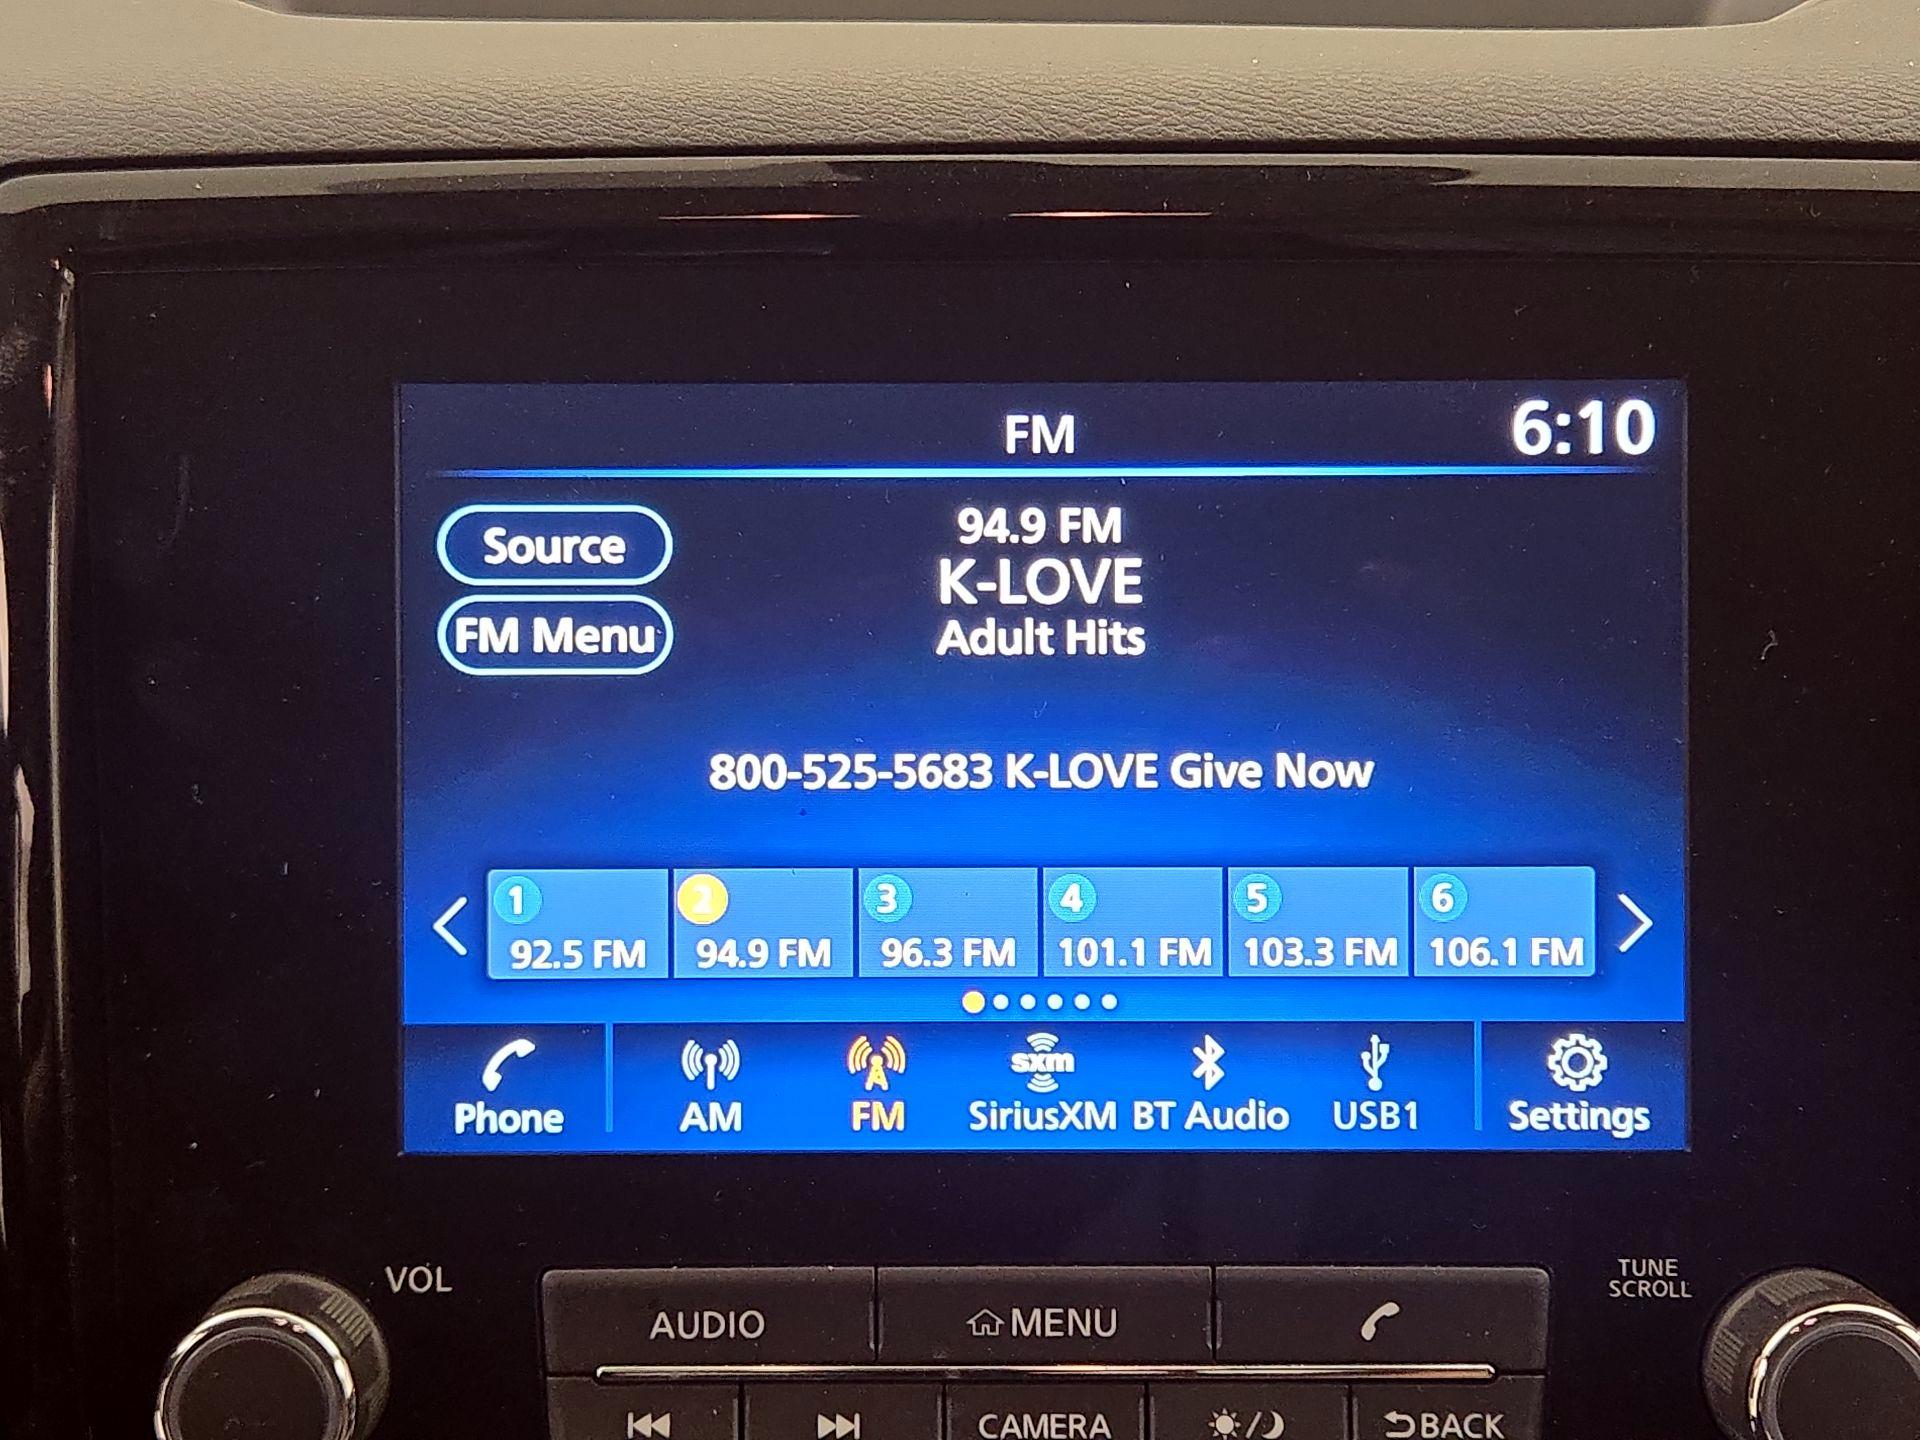 FM
6:10
Source
94.9 FM
K-LOVE
FM Menu
Adult Hits
800-525-5683 K-LOVE Give Now
1 2 3 4 5 6
92.5 FM 94.9 FM 96.3 FM 101.1 FM 103.3 FM 106.1 FM
sxm
Phone AM FM SiriusXM BT Audio USB1 Settings
VOL
TUNE
SCROLL
AUDIO MENU
CAMERA BACK